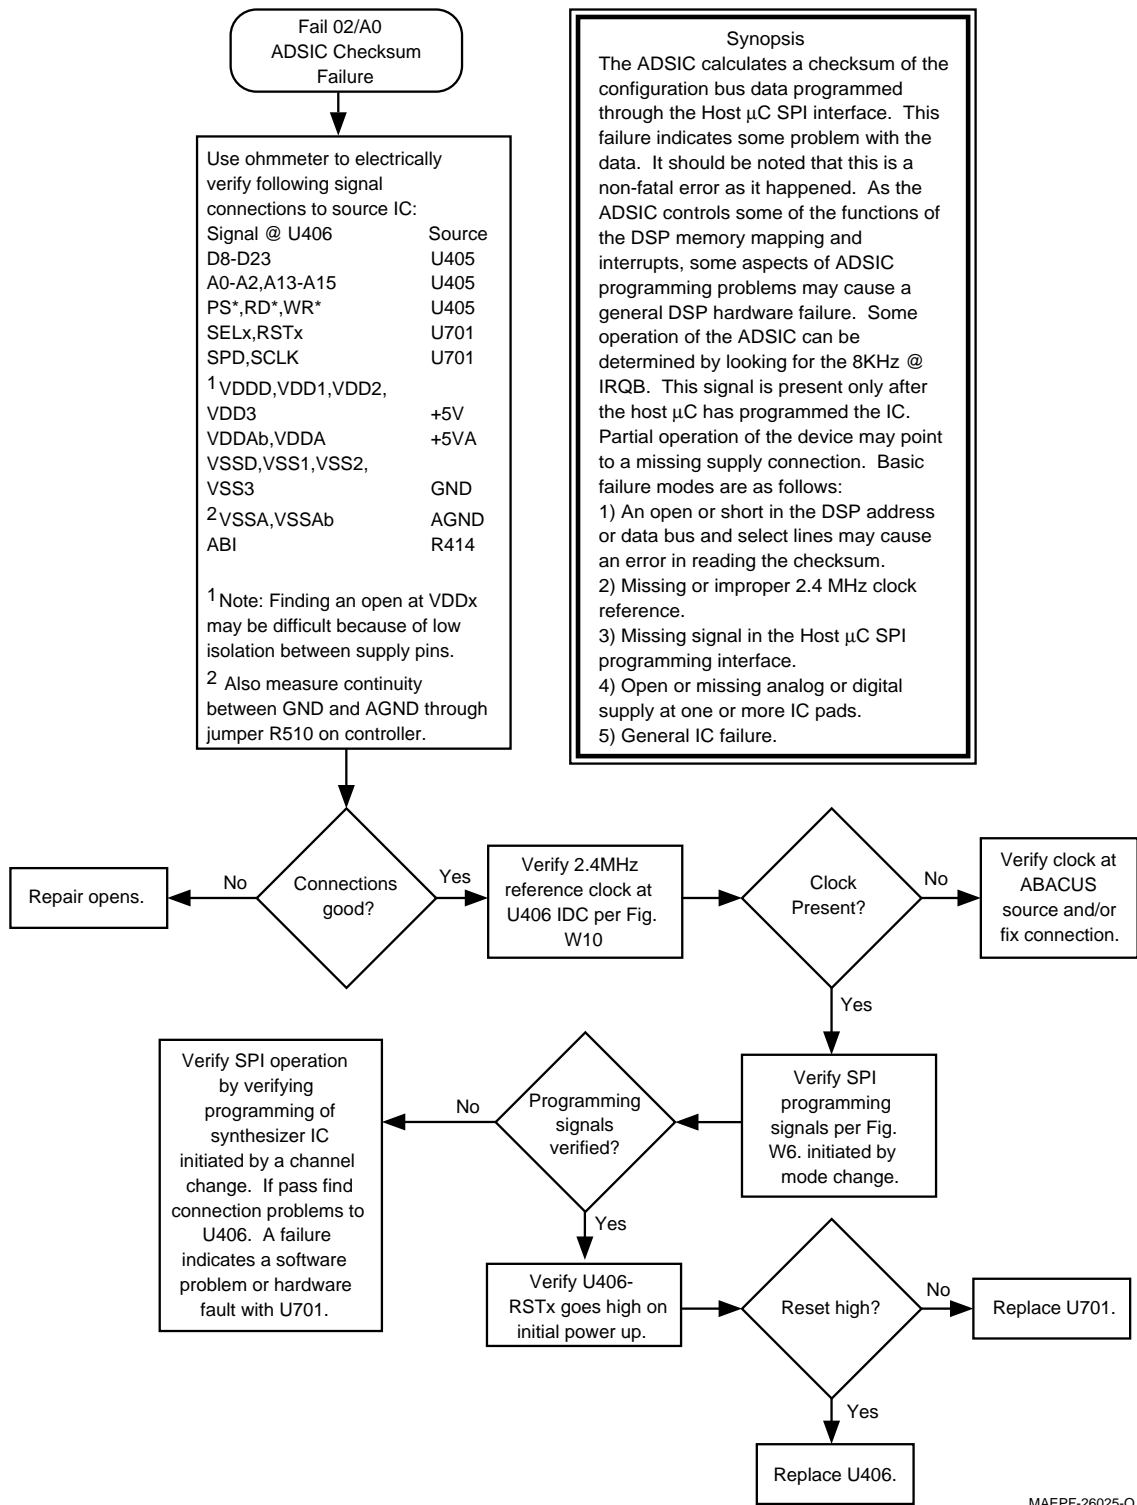 Fail 02/A0
ADSIC Checksum
Failure
Use ohmmeter to electrically
verify following signal
connections to source IC:
Signal @ U406 Source
D8-D23 U405
A0-A2,A13-A15 U405
PS*,RD*,WR* U405
SELx,RSTx U701
SPD,SCLK U701
1 VDDD,VDD1,VDD2,
VDD3 +5V
VDDAb,VDDA +5VA
VSSD,VSS1,VSS2,
VSS3 GND
2 VSSA,VSSAb AGND
ABI R414
1 Note: Finding an open at VDDx
may be difficult because of low
isolation between supply pins.
2 Also measure continuity
between GND and AGND through
jumper R510 on controller.
Synopsis
The ADSIC calculates a checksum of the
configuration bus data programmed
through the Host µC SPI interface. This
failure indicates some problem with the
data. It should be noted that this is a
non-fatal error as it happened. As the
ADSIC controls some of the functions of
the DSP memory mapping and
interrupts, some aspects of ADSIC
programming problems may cause a
general DSP hardware failure. Some
operation of the ADSIC can be
determined by looking for the 8KHz @
IRQB. This signal is present only after
the host µC has programmed the IC.
Partial operation of the device may point
to a missing supply connection. Basic
failure modes are as follows:
1) An open or short in the DSP address
or data bus and select lines may cause
an error in reading the checksum.
2) Missing or improper 2.4 MHz clock
reference.
3) Missing signal in the Host µC SPI
programming interface.
4) Open or missing analog or digital
supply at one or more IC pads.
5) General IC failure.
Connections
good?
No
Repair opens.
Yes
Verify 2.4MHz
reference clock at
U406 IDC per Fig.
W10
Clock
Present?
No
Verify clock at
ABACUS
source and/or
fix connection.
Yes
Verify SPI
programming
signals per Fig.
W6. initiated by
mode change.
Programming
signals
verified?
No
Verify SPI operation
by verifying
programming of
synthesizer IC
initiated by a channel
change. If pass find
connection problems to
U406. A failure
indicates a software
problem or hardware
fault with U701.
Yes
Verify U406-
RSTx goes high on
initial power up.
Reset high?
No
Replace U701.
Yes
Replace U406.
MAEPF-26025-O